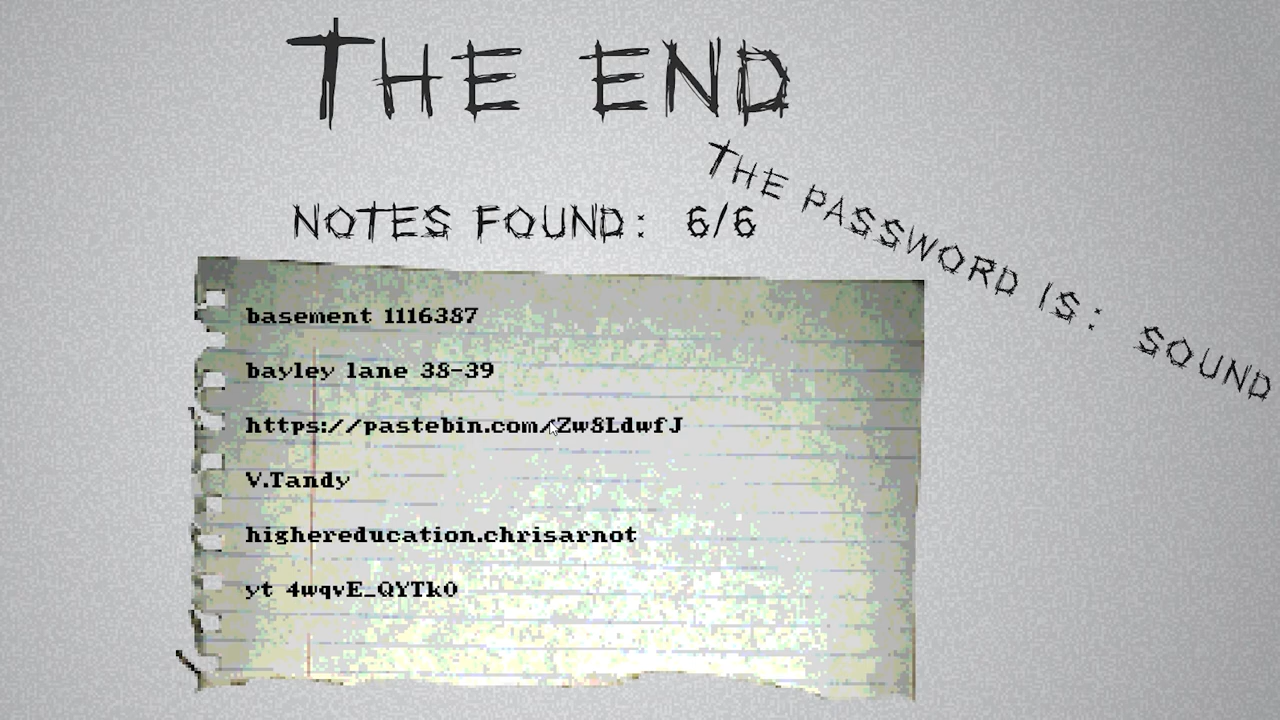 THE END
THE PASSWORD IS: SOUND
NOTES FOUND: 6/6
basement 1116387
bayley lane 38-39
https://pastebin.com/Zw8LdwfJ
V.Tandy
highereducation.chrisarnot
yt 4wqvE_QYTk0